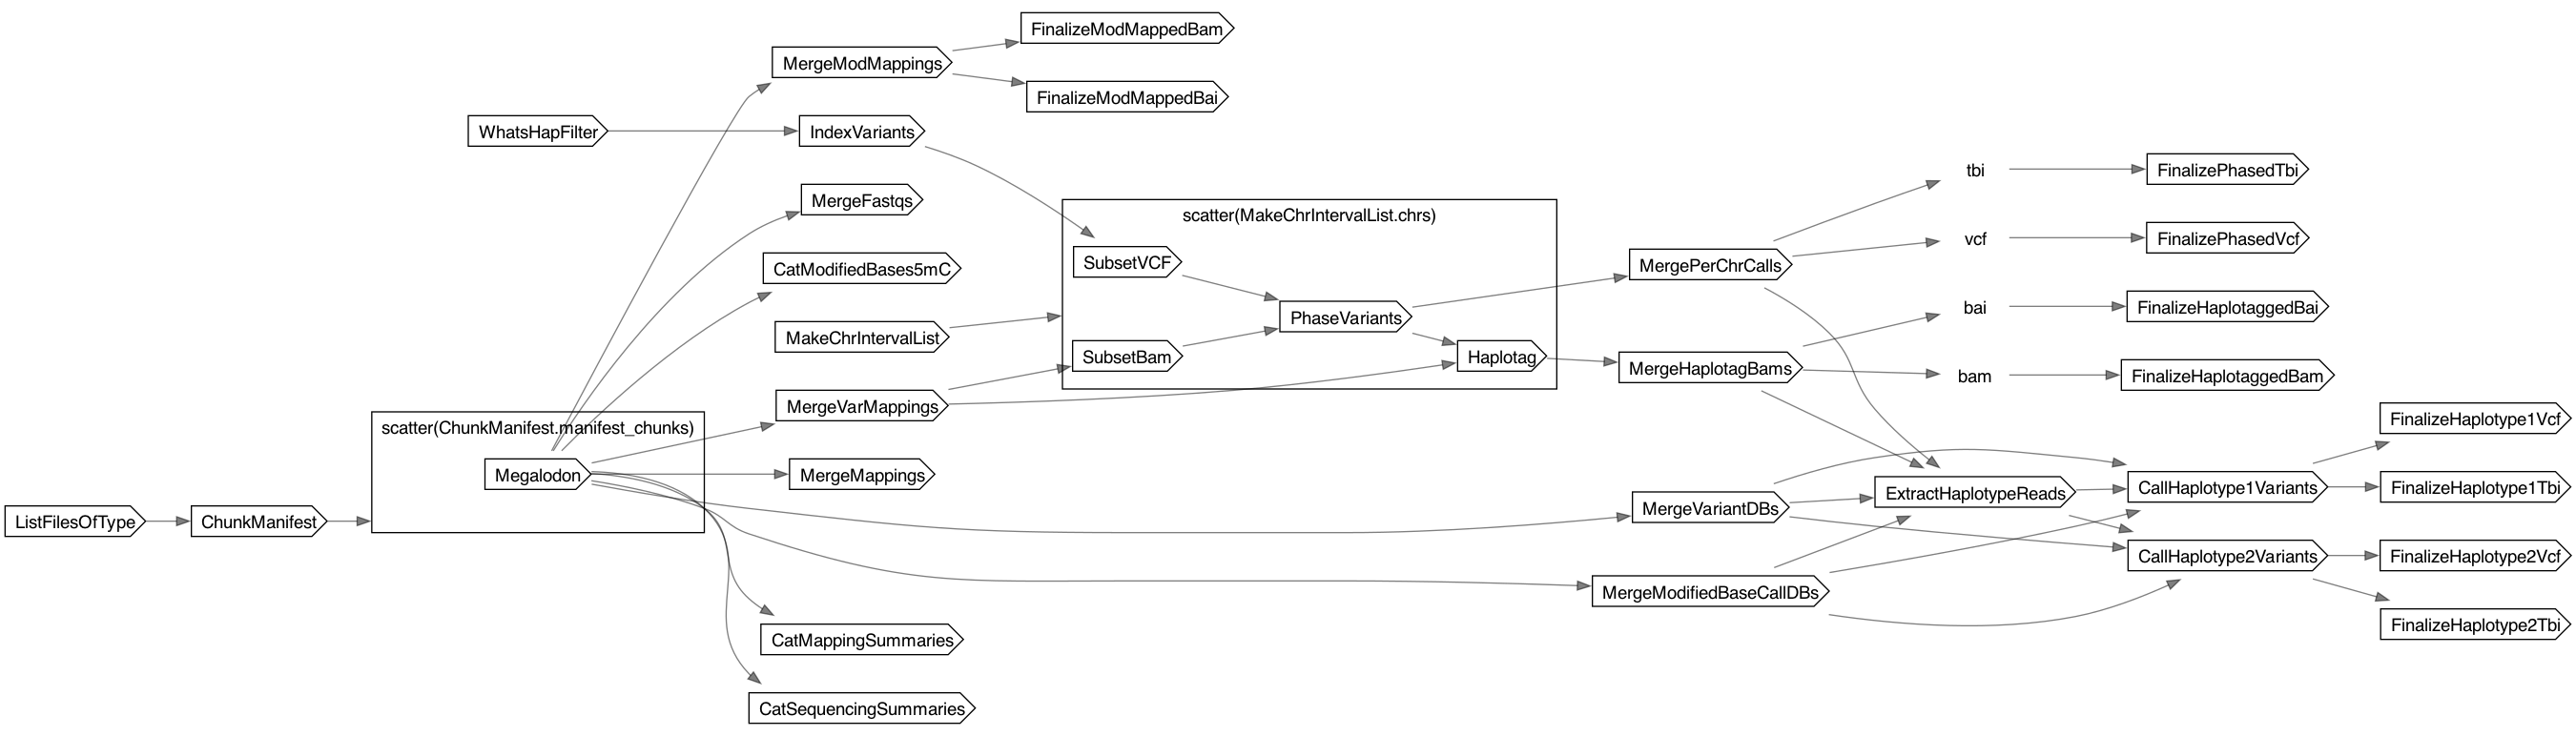 FinalizeModMappedBam
MergeModMappings
FinalizeModMappedBai
WhatsHapFilter
IndexVariants
tbi
FinalizePhasedTbi
MergeFastqs
scatter(MakeChrIntervalList.chrs)
vcf
FinalizePhasedVcf
SubsetVCF
MergePerChrCalls
CatModifiedBases5mC
bai
FinalizeHaplotaggedBai
PhaseVariants
MakeChrIntervalList
SubsetBam
Haplotag
MergeHaplotagBams
bam
FinalizeHaplotaggedBam
MergeVarMappings
FinalizeHaplotype1Vcf
scatter(ChunkManifest.manifest_chunks)
Megalodon
MergeMappings
CallHaplotype1Variants
FinalizeHaplotype1Tbi
ExtractHaplotypeReads
MergeVariantDBs
ListFilesOfType
ChunkManifest
CallHaplotype2Variants
FinalizeHaplotype2Vcf
MergeModifiedBaseCallDBs
FinalizeHaplotype2Tbi
CatMappingSummaries
CatSequencingSummaries